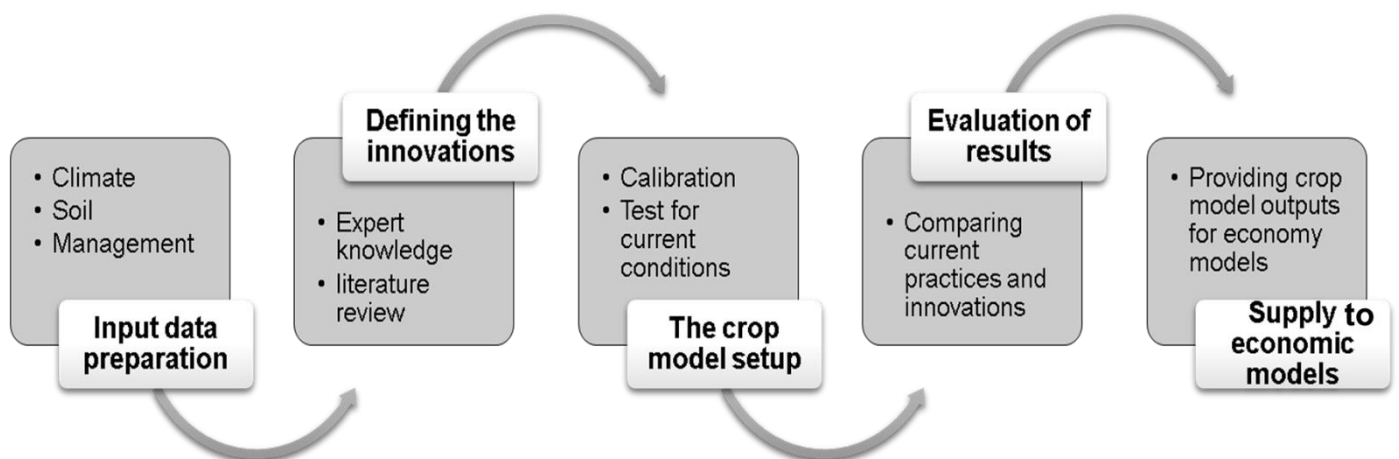 • Climate
• Soil
• Management
Input data
preparation
Defining the
innovations
• Expert
knowledge
• literature
review
• Calibration
• Test for
current
conditions
The crop
model setup
Evaluation of
results
• Comparing
current
practices and
innovations
• Providing crop
model outputs
for economy
models
Supply to
economic
models